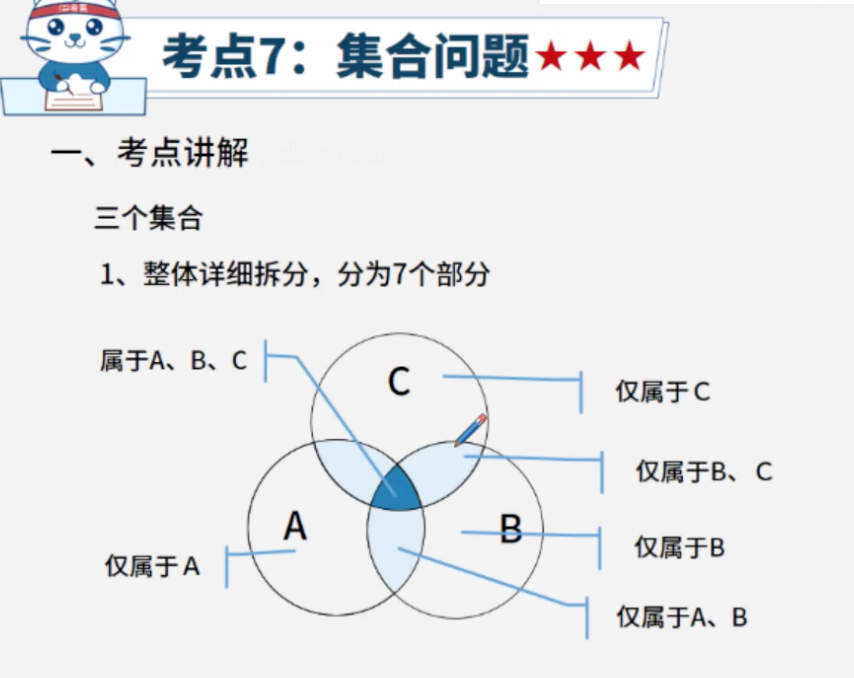 考点7：集合问题★★★
一、考点讲解
三个集合
1、整体详细拆分，分为7个部分
属于A、B、C
C
仅属于C
仅属于B、C
A
B
仅属于B
仅属于A
仅属于A、B